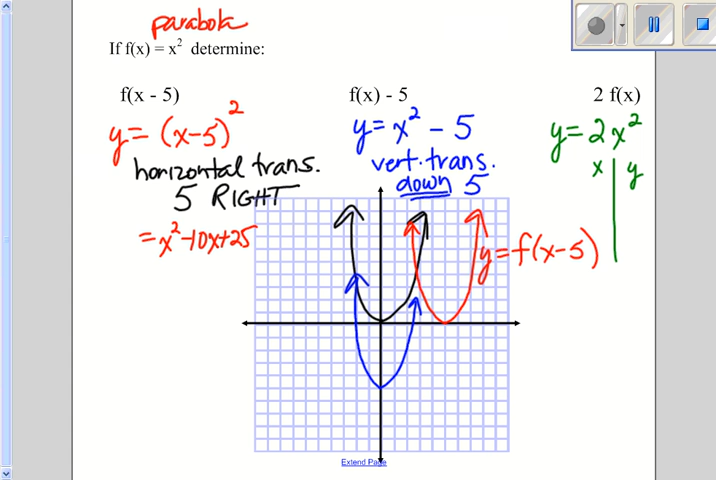 parabola
If f(x) = x² determine:
f(x - 5)
f(x) - 5
2 f(x)
y = (x-5)²
y = x² - 5
y = 2x²
horizontal trans.
5 RIGHT
vert. trans.
down 5
x | y
= x² -10x+25
y = f(x-5)
Extend Page